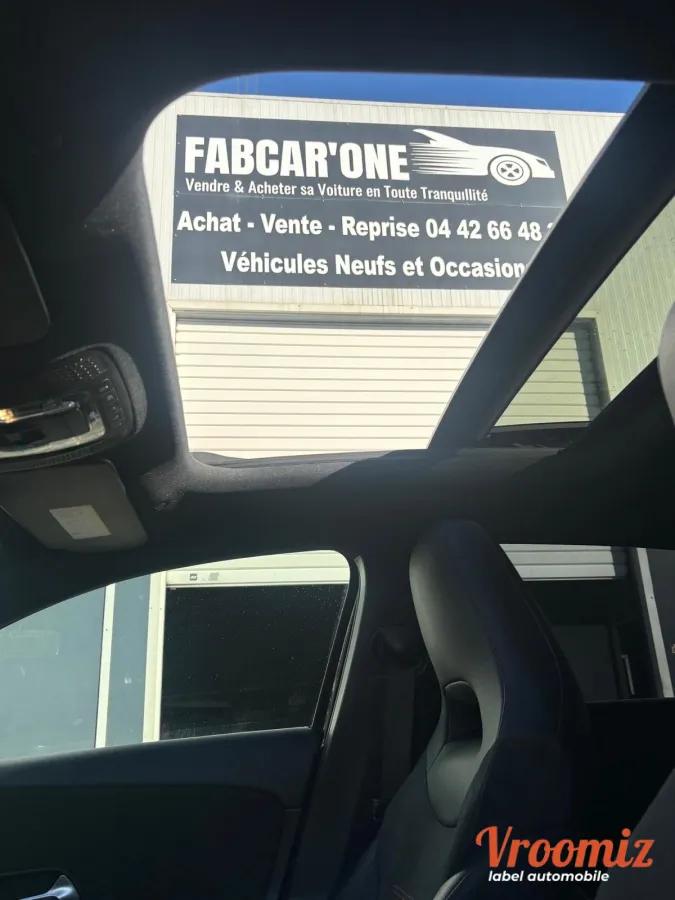 FABCAR'ONE
Vendre & Acheter sa Voiture en Toute Tranquillité
Achat - Vente - Reprise 04 42 66 48
Véhicules Neufs et Occasion
Vroomiz
label automobile